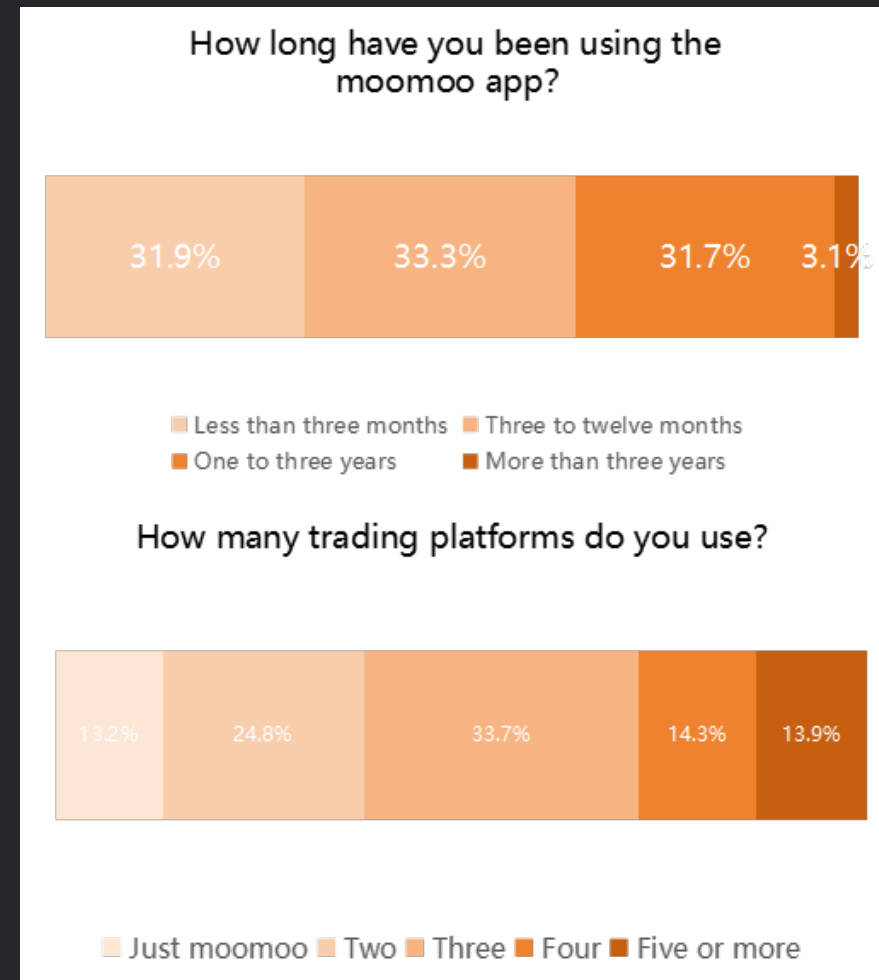 How long have you been using the
moomoo app?
31.9% 33.3% 31.7% 3.1%
Less than three months Three to twelve months
One to three years More than three years
How many trading platforms do you use?
13.2% 24.8% 33.7% 14.3% 13.9%
Just moomoo Two Three Four Five or more